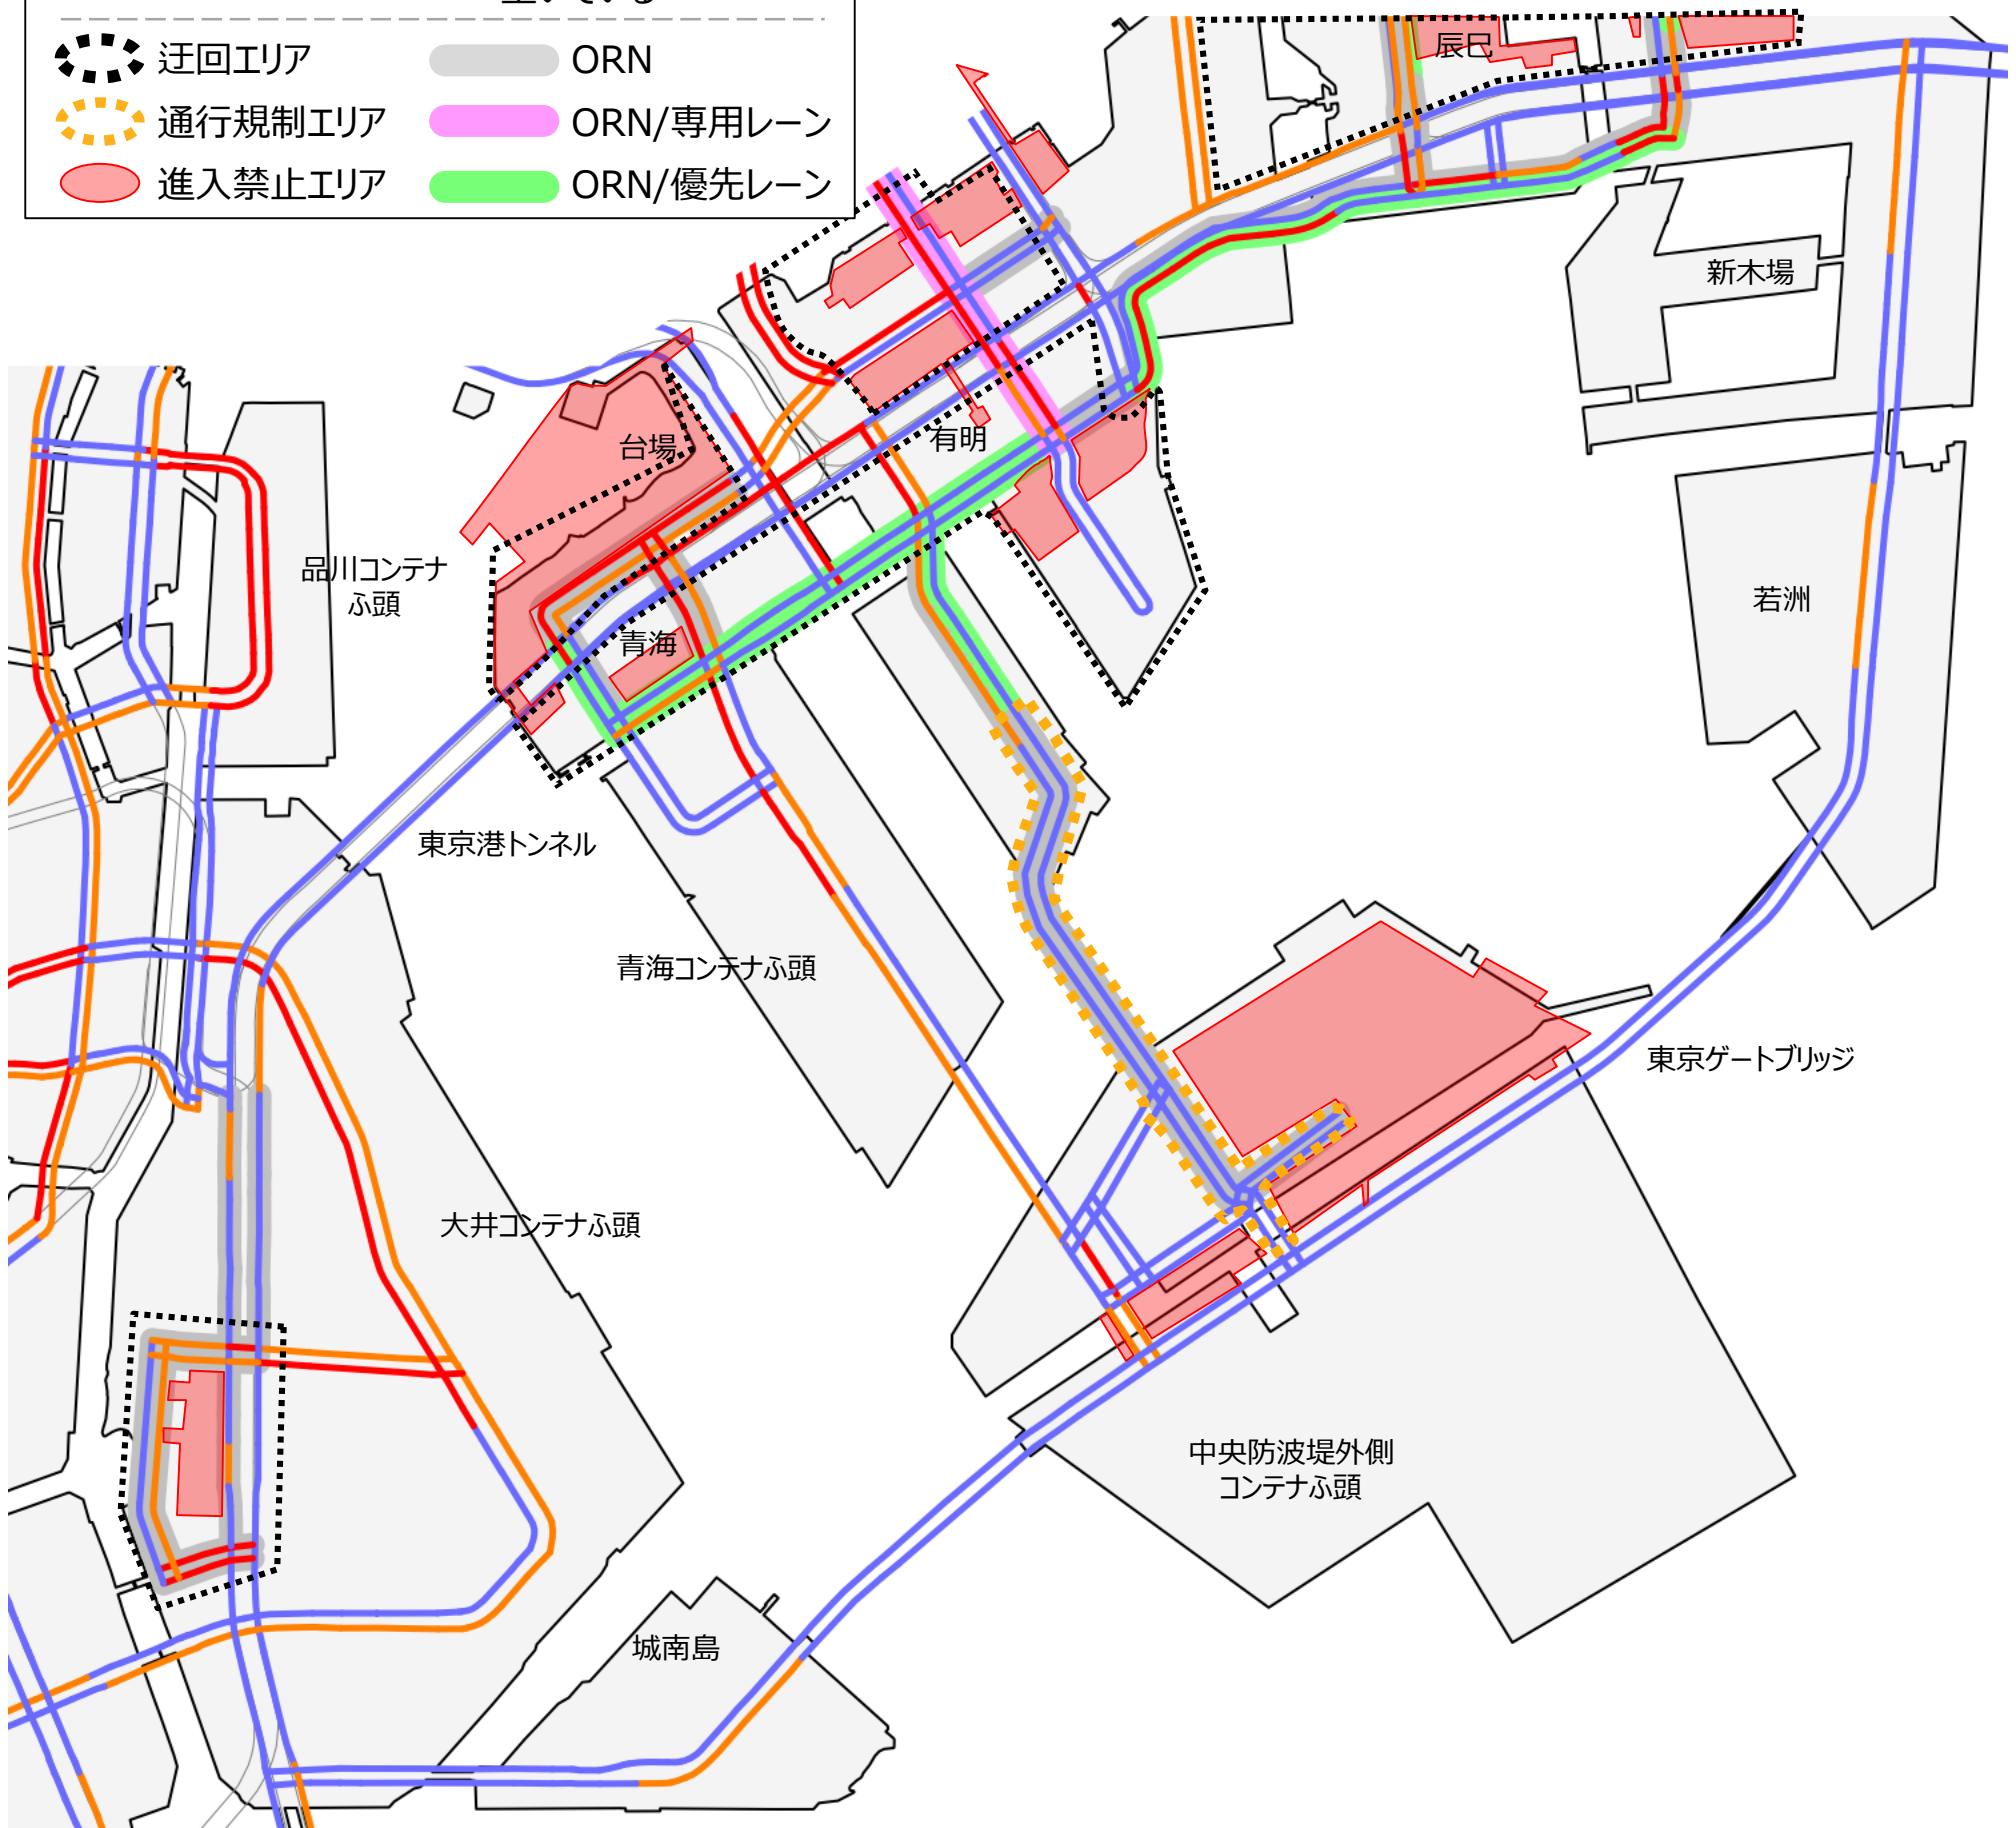 空いている
迂回エリア
ORN
通行規制エリア
ORN/専用レーン
進入禁止エリア
ORN/優先レーン
辰巳
新木場
台場
有明
品川コンテナ
ふ頭
若洲
青海
東京港トンネル
青海コンテナふ頭
東京ゲートブリッジ
大井コンテナふ頭
中央防波堤外側
コンテナふ頭
城南島